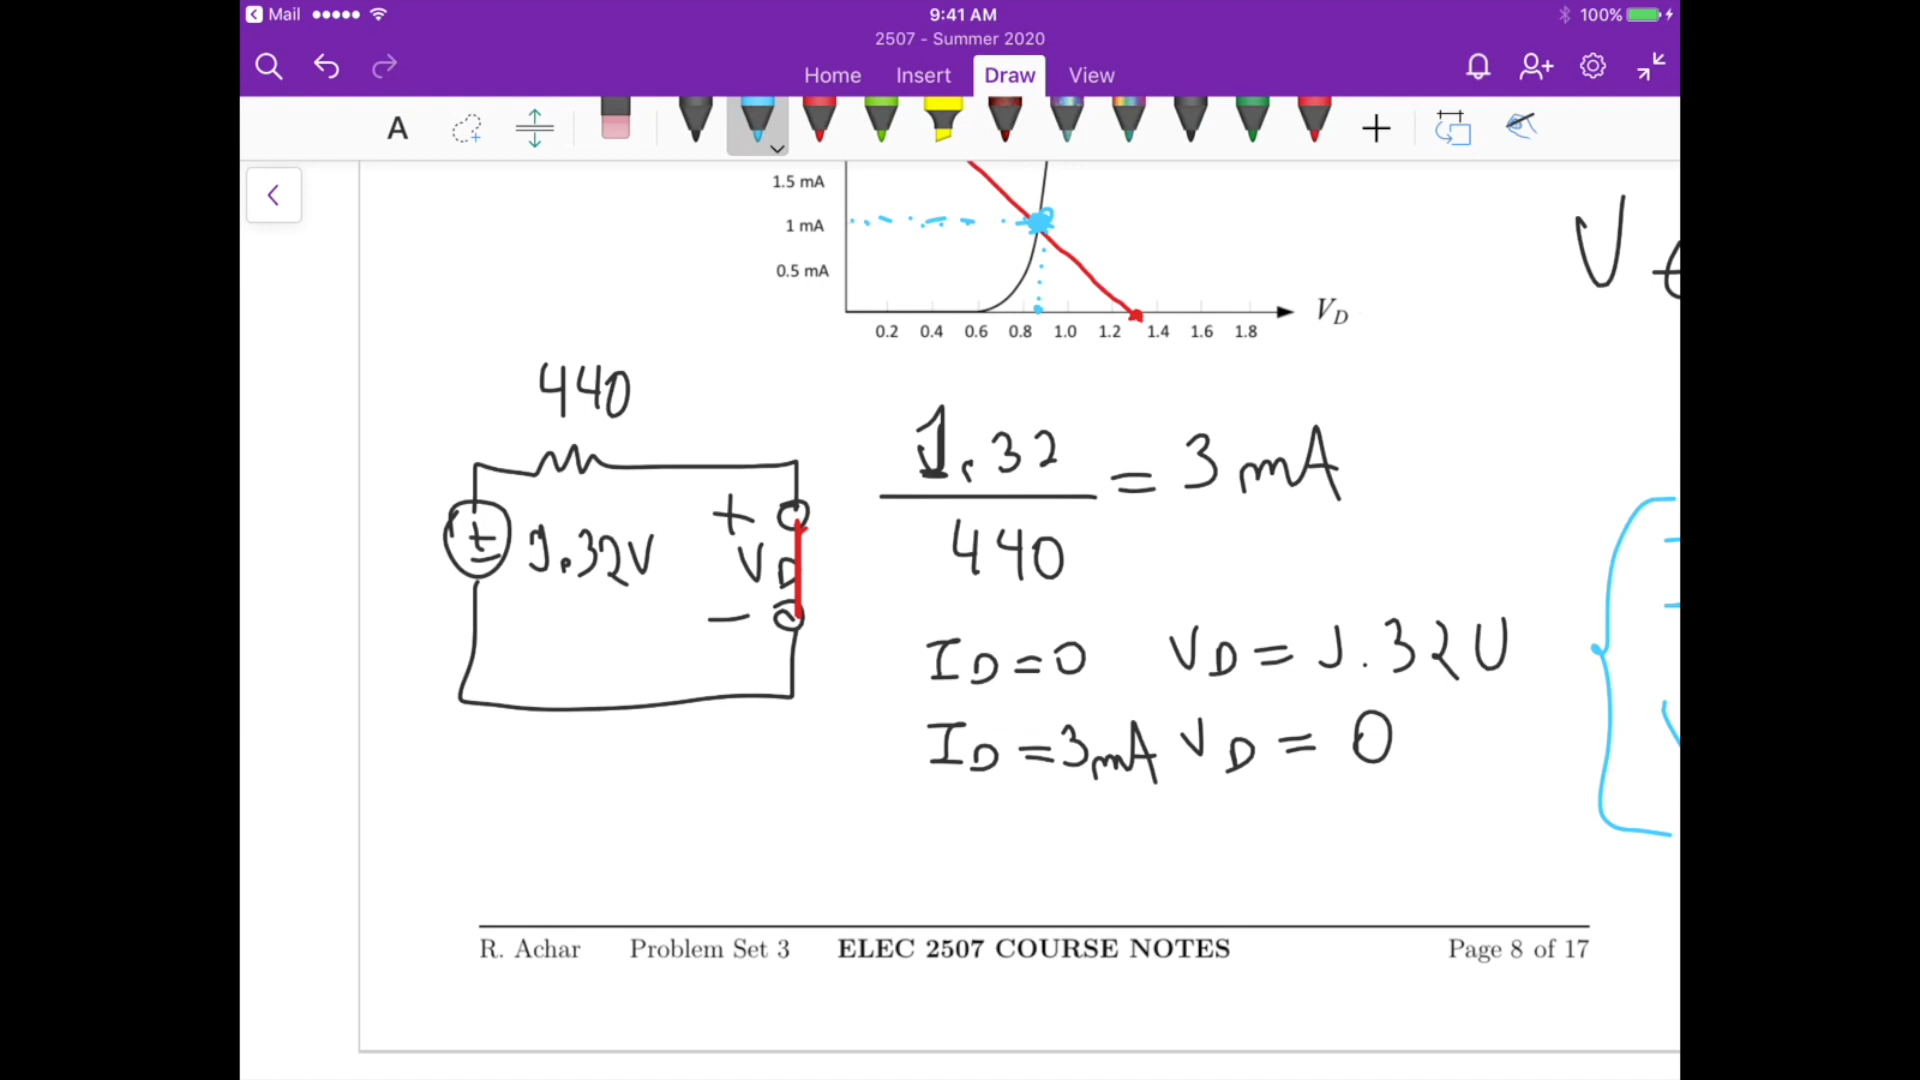 Mail 9:41 AM 100%
2507 - Summer 2020
Home Insert Draw View
A
1.5 mA
1 mA
0.5 mA
V
V_D
0.2 0.4 0.6 0.8 1.0 1.2 1.4 1.6 1.8
440
1.32 / 440 = 3mA
+
1.32V
V_D
−
I_D = 0 V_D = 1.32V
I_D = 3mA V_D = 0
R. Achar Problem Set 3 ELEC 2507 COURSE NOTES Page 8 of 17